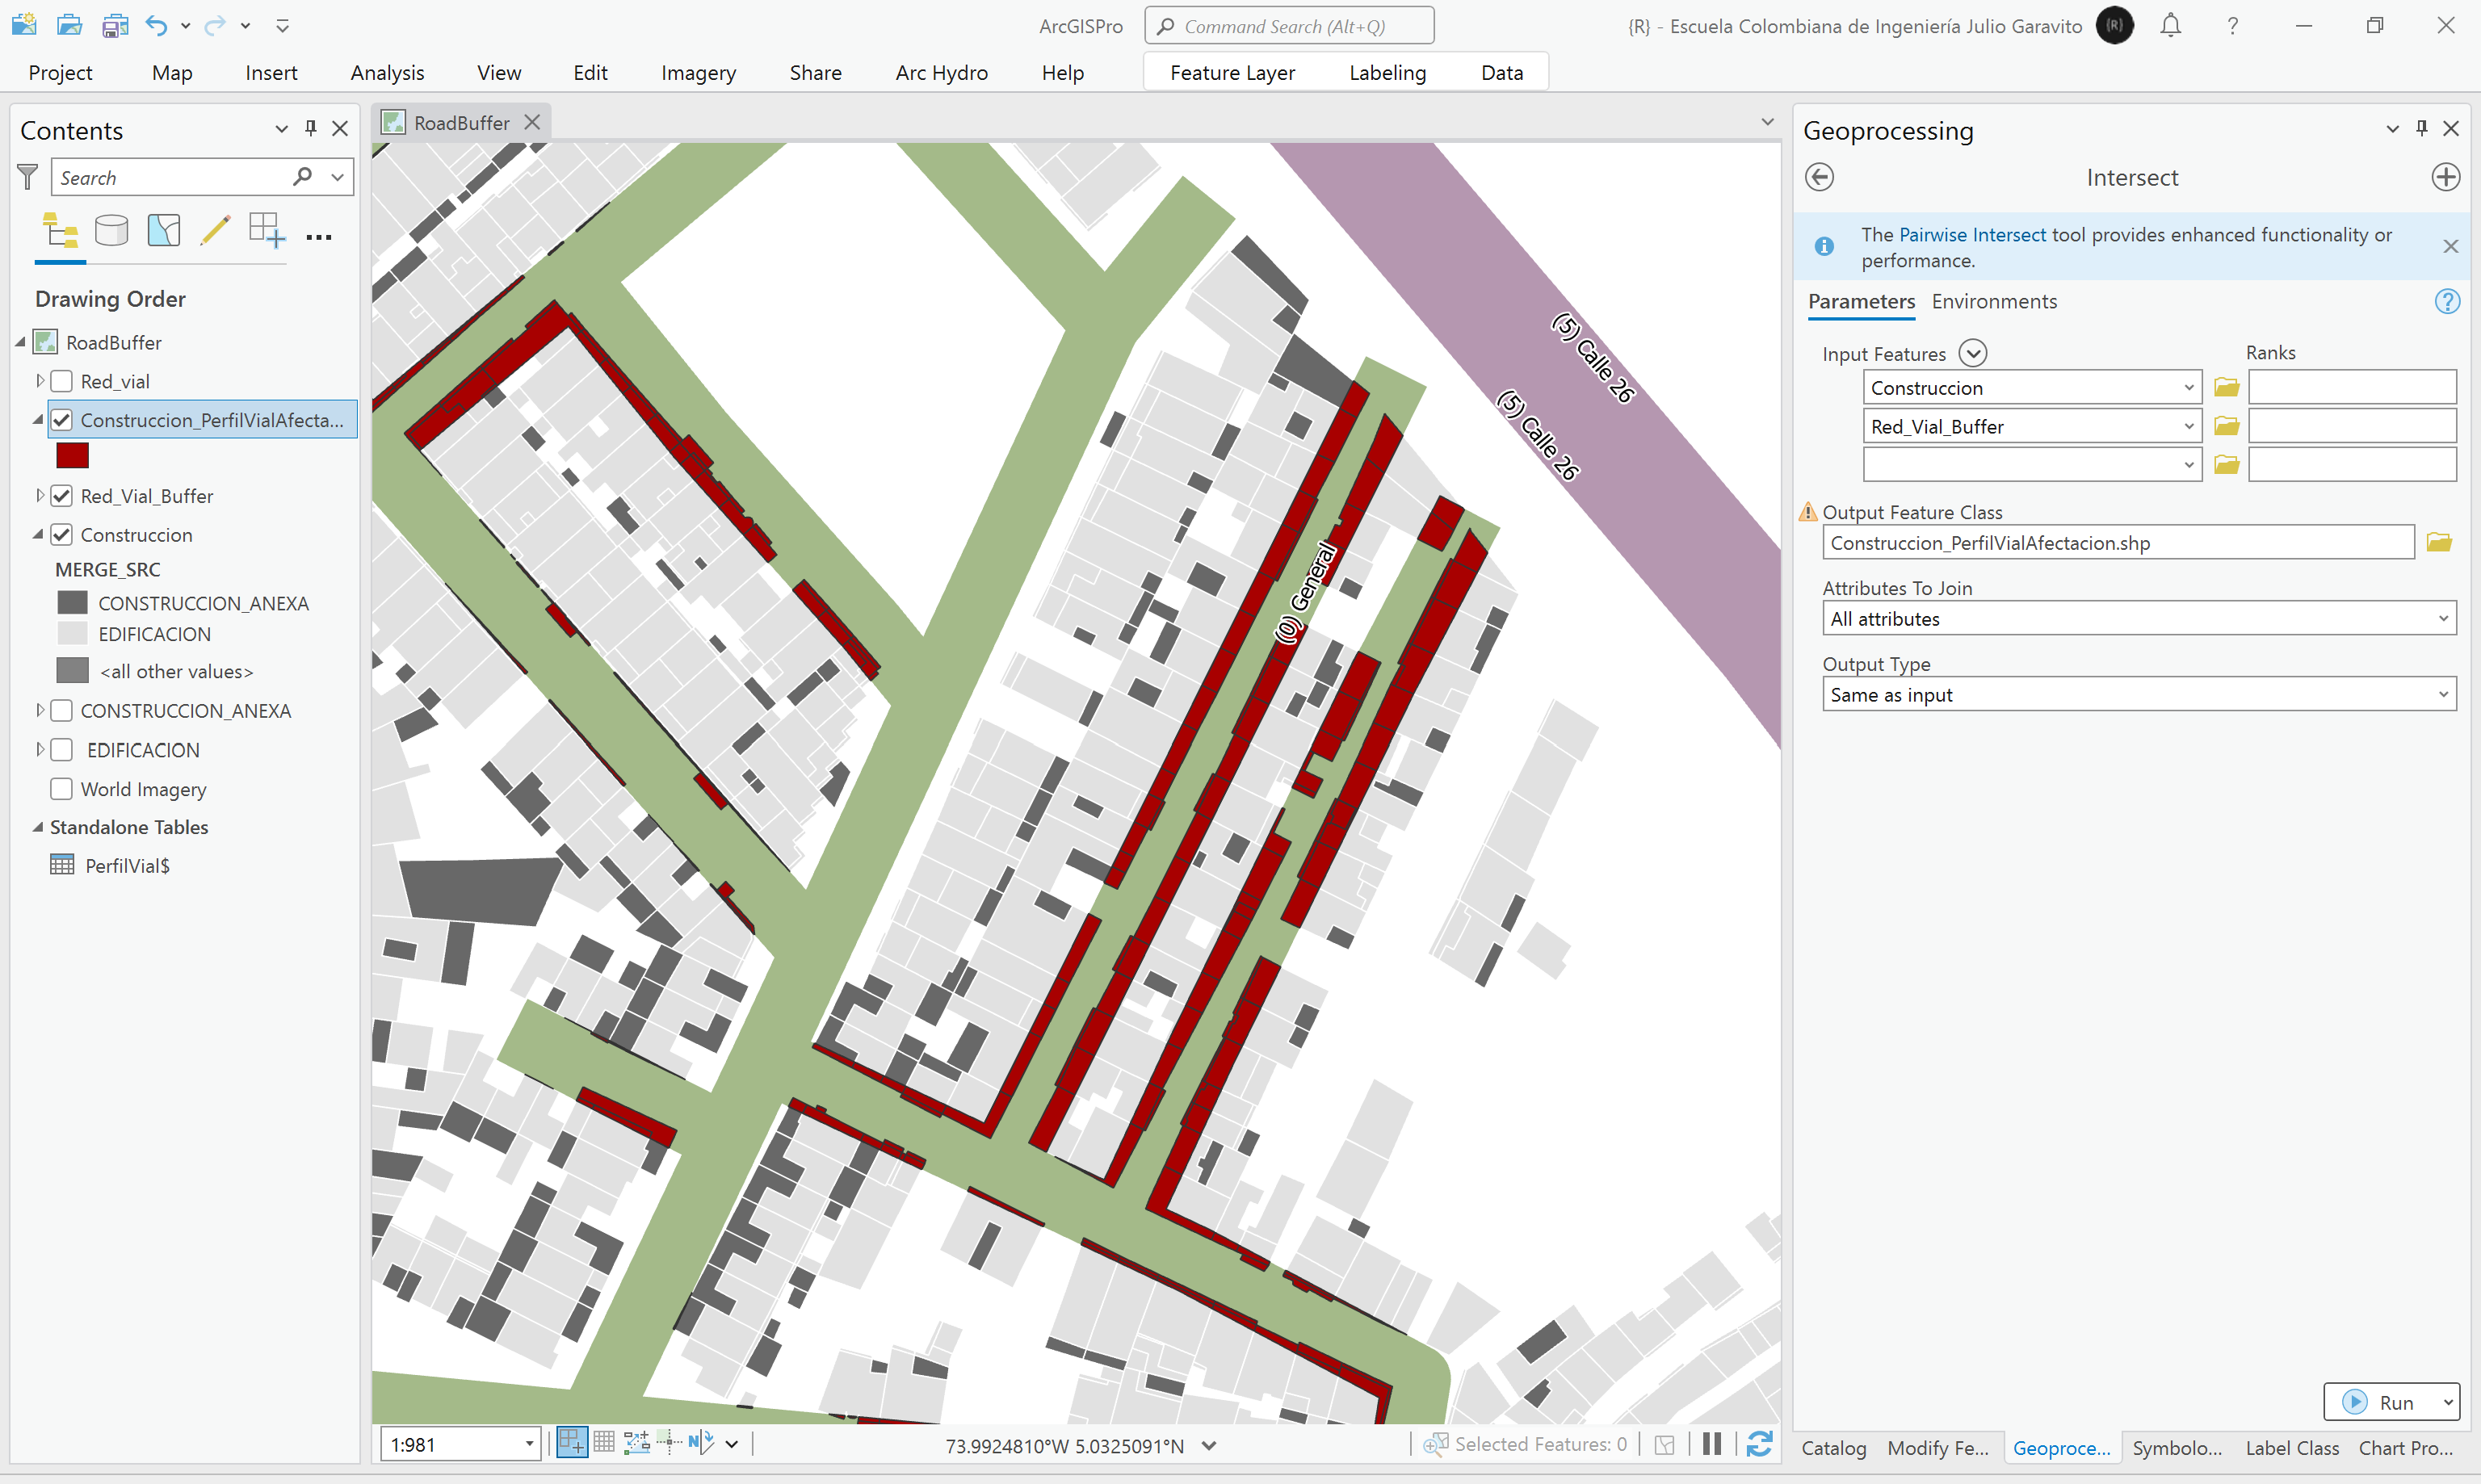 ArcGISPro
Command Search (Alt+Q)
{R} - Escuela Colombiana de Ingeniería Julio Garavito
{R}
?
Project Map Insert Analysis View Edit Imagery Share Arc Hydro Help Feature Layer Labeling Data
Contents
Search
Drawing Order
RoadBuffer
Red_vial
Construccion_PerfilVialAfecta...
Red_Vial_Buffer
Construccion
MERGE_SRC
CONSTRUCCION_ANEXA
EDIFICACION
<all other values>
CONSTRUCCION_ANEXA
EDIFICACION
World Imagery
Standalone Tables
PerfilVial$
RoadBuffer
(5) Calle 26
(5) Calle 26
(0) General
1:981
N
73.9924810°W 5.0325091°N
Selected Features: 0
Geoprocessing
Intersect
The Pairwise Intersect tool provides enhanced functionality or
performance.
Parameters Environments
?
Input Features Ranks
Construccion
Red_Vial_Buffer
Output Feature Class
Construccion_PerfilVialAfectacion.shp
Attributes To Join
All attributes
Output Type
Same as input
Run
Catalog Modify Fe... Geoproce... Symbolo... Label Class Chart Pro...